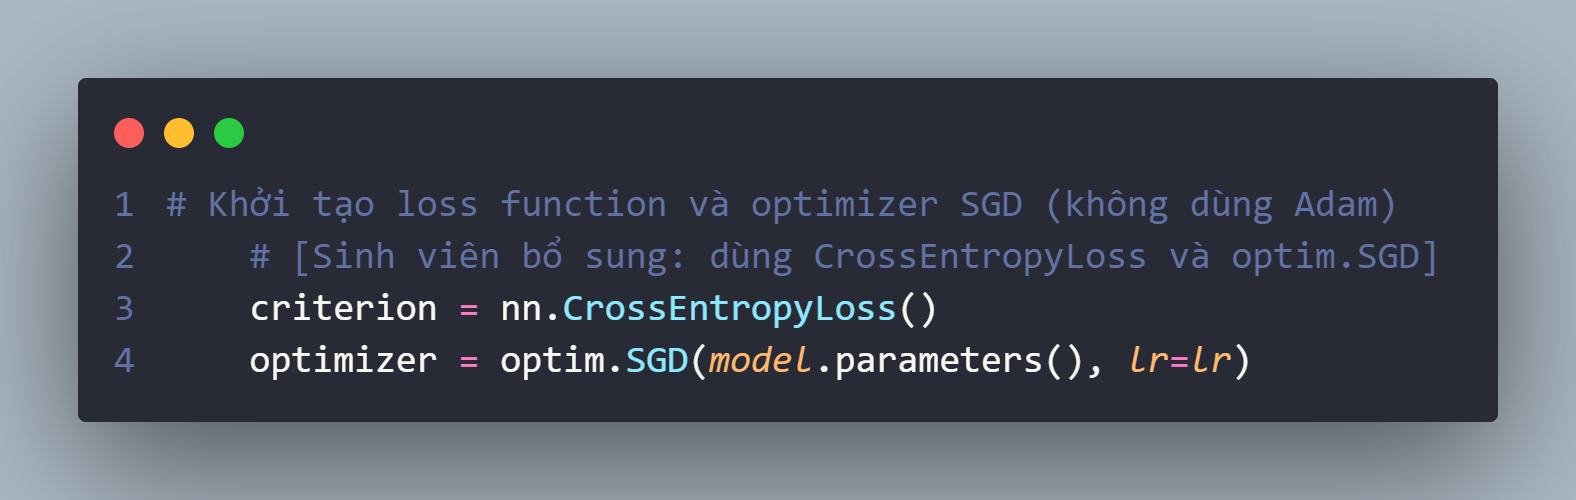 1 # Khởi tạo loss function và optimizer SGD (không dùng Adam)
2     # [Sinh viên bổ sung: dùng CrossEntropyLoss và optim.SGD]
3     criterion = nn.CrossEntropyLoss()
4     optimizer = optim.SGD(model.parameters(), lr=lr)